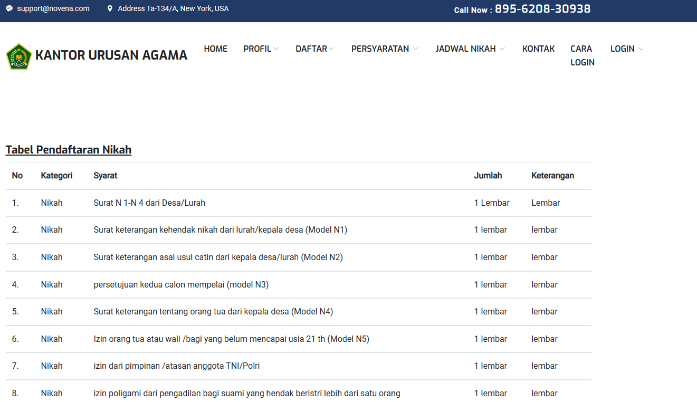 support@novena.com Address Ta-134/A, New York, USA Call Now : 895-6208-30938
KANTOR URUSAN AGAMA HOME PROFIL DAFTAR PERSYARATAN JADWAL NIKAH KONTAK CARA LOGIN LOGIN
Tabel Pendaftaran Nikah
No Kategori Syarat Jumlah Keterangan
1. Nikah Surat N 1-N 4 dari Desa/Lurah 1 Lembar Lembar
2. Nikah Surat keterangan kehendak nikah dari lurah/kepala desa (Model N1) 1 lembar lembar
3. Nikah Surat keterangan asal usul catin dari kepala desa/lurah (Model N2) 1 lembar lembar
4. Nikah persetujuan kedua calon mempelai (model N3) 1 lembar lembar
5. Nikah Surat keterangan tentang orang tua dari kepala desa (Model N4) 1 lembar lembar
6. Nikah Izin orang tua atau wali /bagi yang belum mencapai usia 21 th (Model N5) 1 lembar lembar
7. Nikah izin dari pimpinan /atasan anggota TNI/Polri 1 lembar lembar
8. Nikah izin poligami dari pengadilan bagi suami yang hendak beristri lebih dari satu orang 1 lembar lembar